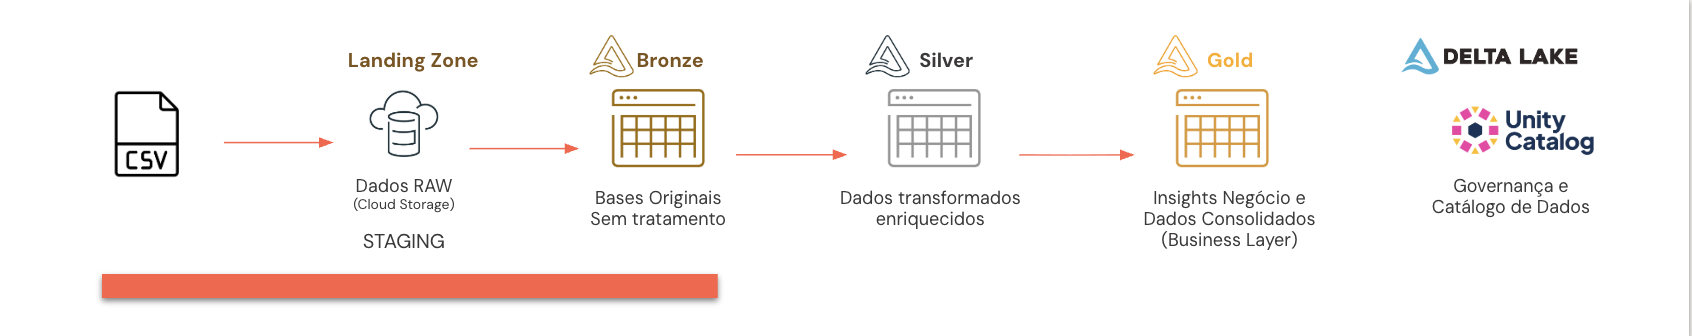 Landing Zone
Bronze
Silver
Gold
DELTA LAKE
CSV
Unity
Catalog
Dados RAW
(Cloud Storage)
STAGING
Bases Originais
Sem tratamento
Dados transformados
enriquecidos
Insights Negócio e
Dados Consolidados
(Business Layer)
Governança e
Catálogo de Dados